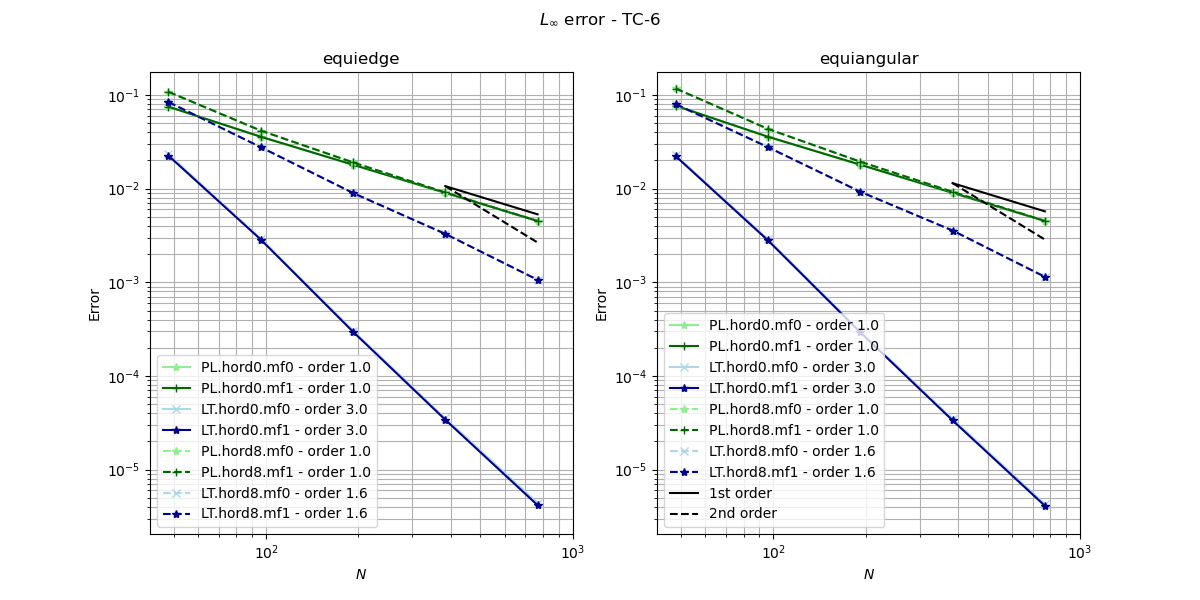 L∞ error - TC-6
equiedge
10⁻¹
10⁻²
10⁻³
10⁻⁴
10⁻⁵
Error
PL.hord0.mf0 - order 1.0
PL.hord0.mf1 - order 1.0
LT.hord0.mf0 - order 3.0
LT.hord0.mf1 - order 3.0
PL.hord8.mf0 - order 1.0
PL.hord8.mf1 - order 1.0
LT.hord8.mf0 - order 1.6
LT.hord8.mf1 - order 1.6
10²
10³
N
equiangular
10⁻¹
10⁻²
10⁻³
10⁻⁴
10⁻⁵
Error
PL.hord0.mf0 - order 1.0
PL.hord0.mf1 - order 1.0
LT.hord0.mf0 - order 3.0
LT.hord0.mf1 - order 3.0
PL.hord8.mf0 - order 1.0
PL.hord8.mf1 - order 1.0
LT.hord8.mf0 - order 1.6
LT.hord8.mf1 - order 1.6
1st order
2nd order
10²
10³
N